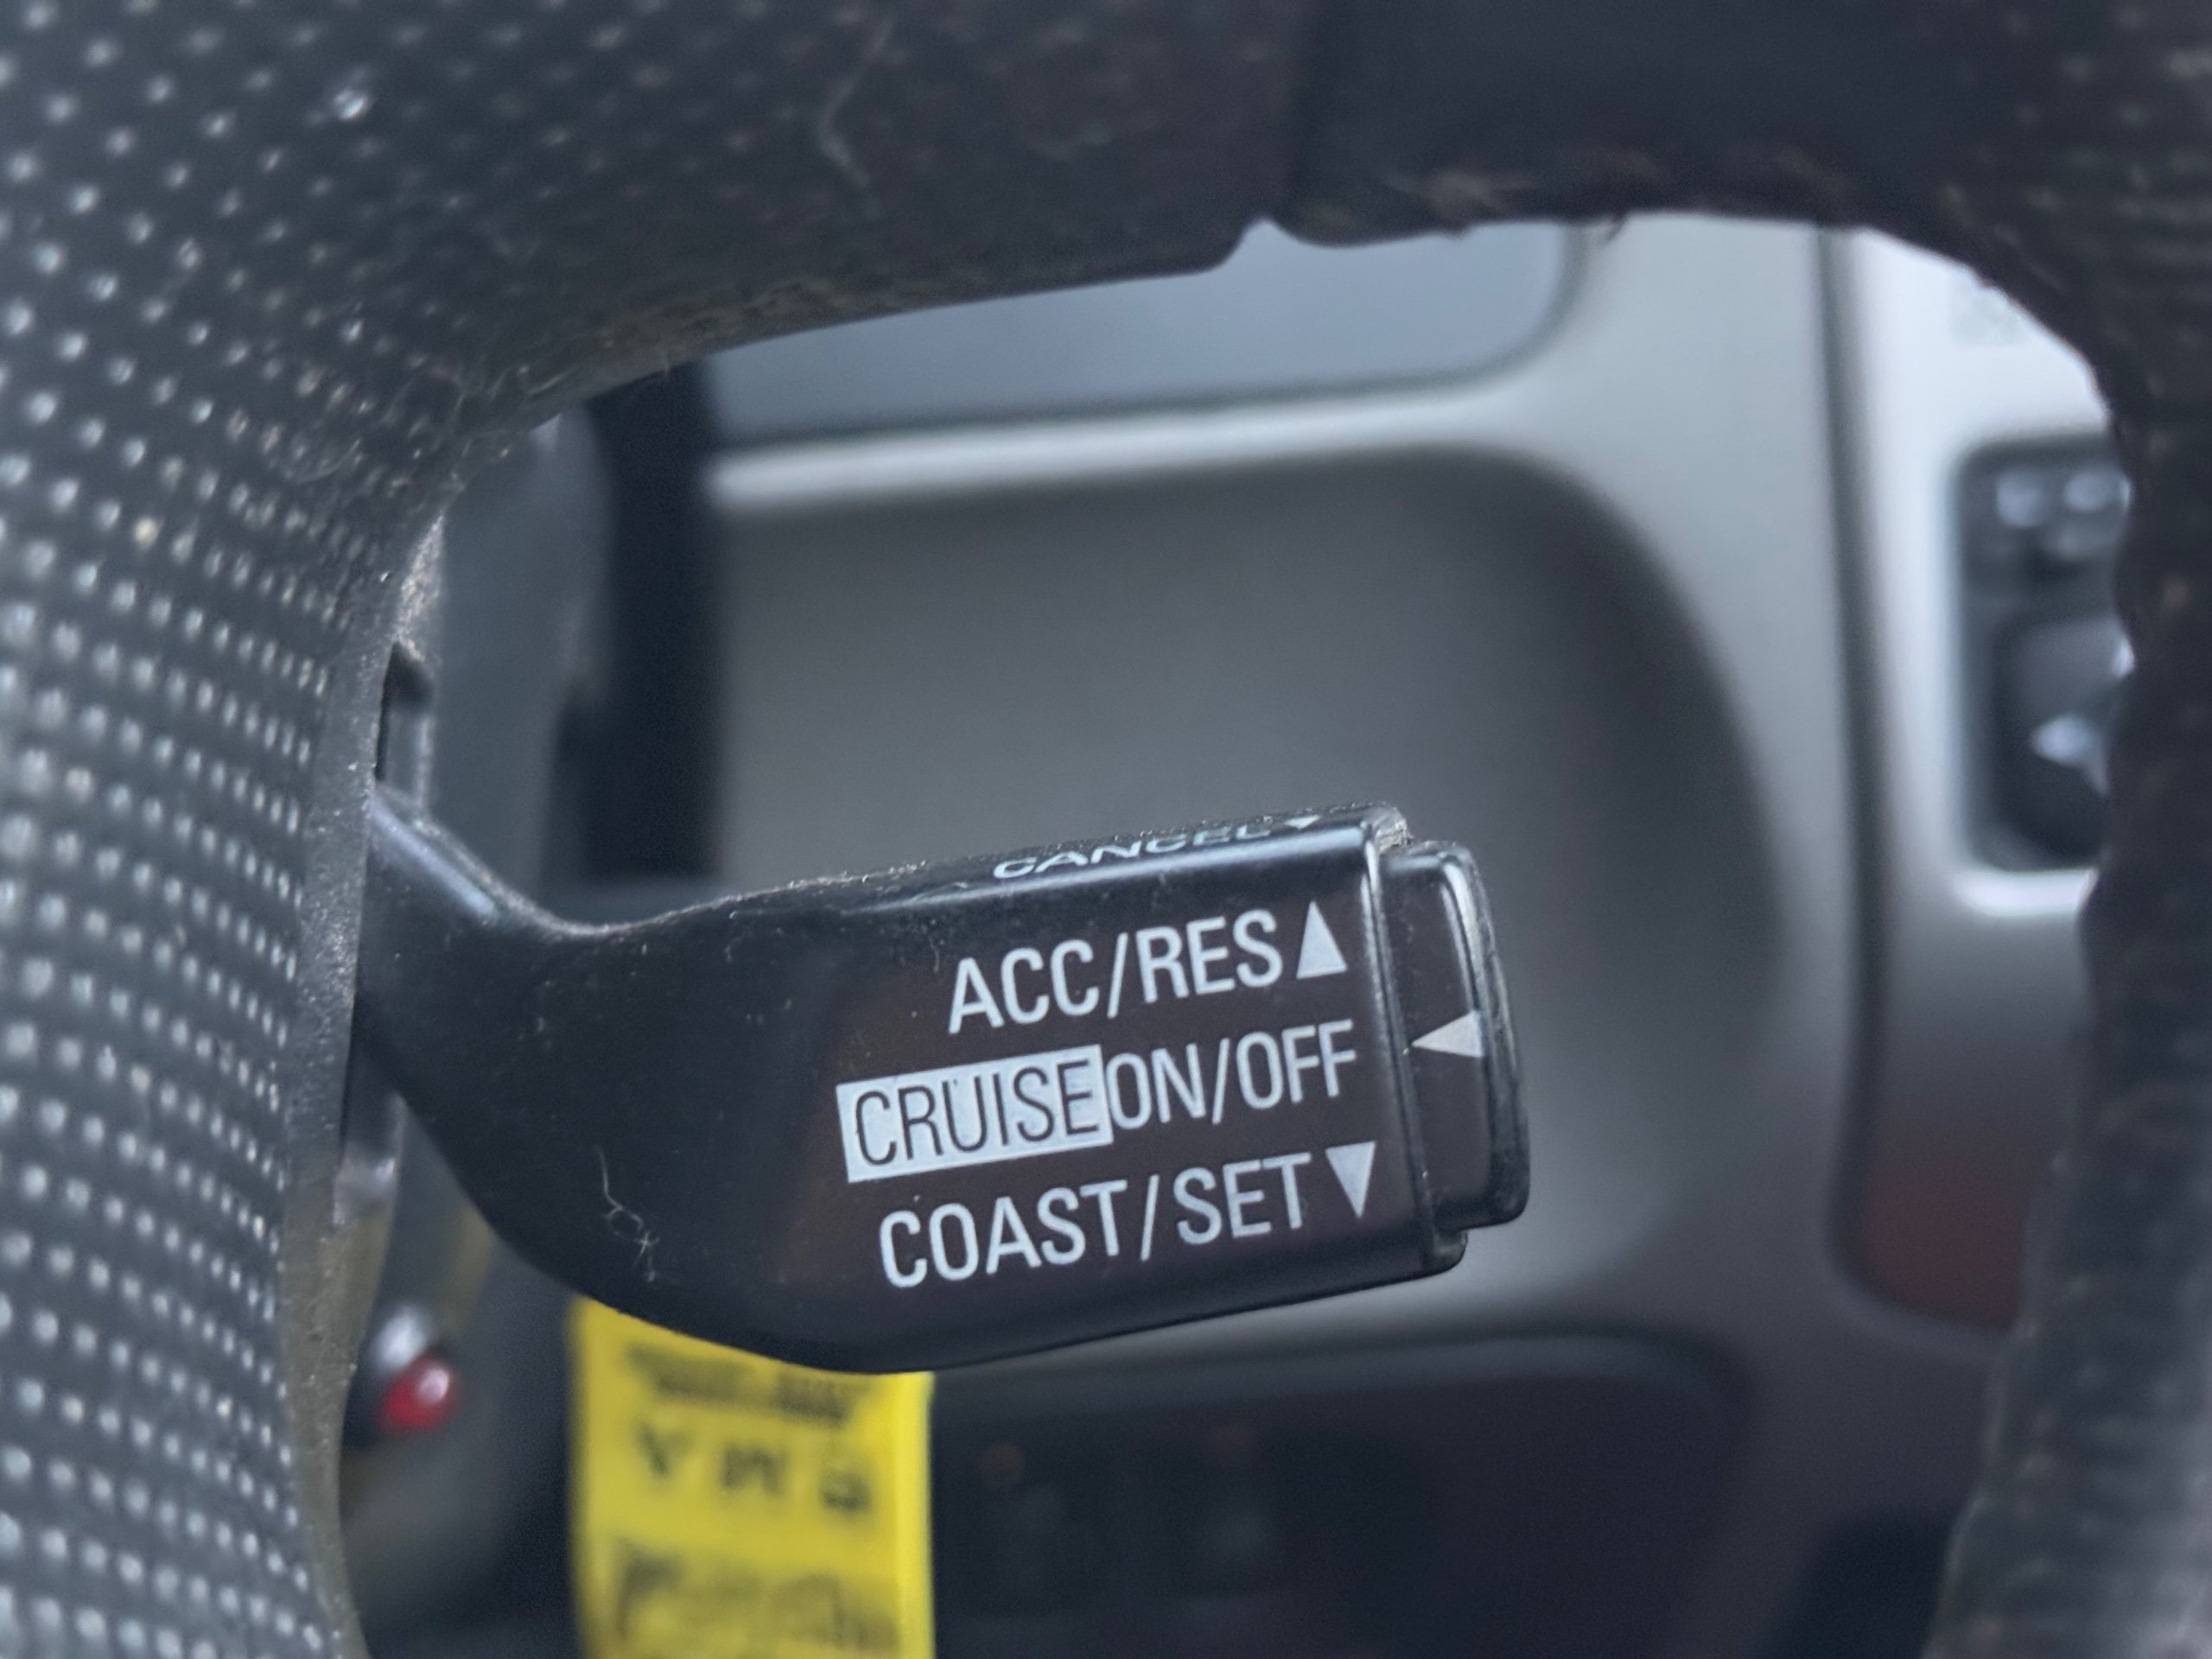 CANCEL▼
ACC/RES▲
CRUISE ON/OFF ◀
COAST/SET▼